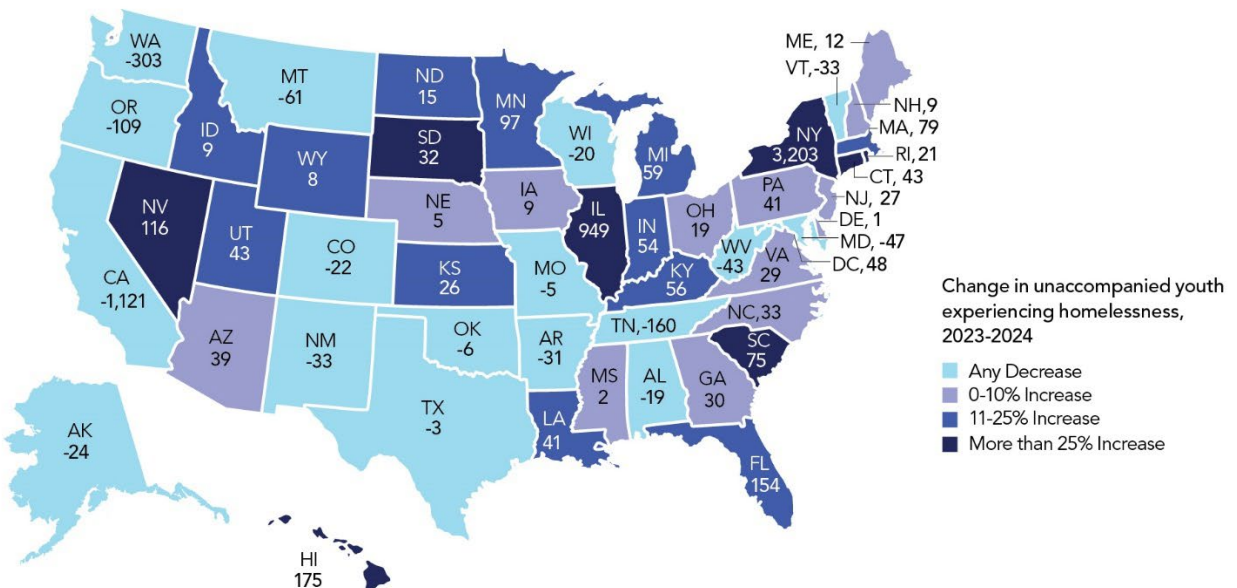 WA
-303
MT
-61
ND
15
MN
97
ME, 12
VT,-33
OR
-109
ID
9
WY
8
SD
32
WI
-20
MI
59
NY
3,203
NH,9
MA, 79
RI, 21
CT, 43
NV
116
UT
43
CO
-22
NE
5
IA
9
IL
949
IN
54
OH
19
PA
41
NJ, 27
DE, 1
MD, -47
DC, 48
CA
-1,121
KS
26
MO
-5
KY
56
WV
-43
VA
29
AZ
39
NM
-33
OK
-6
AR
-31
TN,-160
NC,33
SC
75
TX
-3
LA
41
MS
2
AL
-19
GA
30
FL
154
AK
-24
HI
175
Change in unaccompanied youth
experiencing homelessness,
2023-2024
Any Decrease
0-10% Increase
11-25% Increase
More than 25% Increase